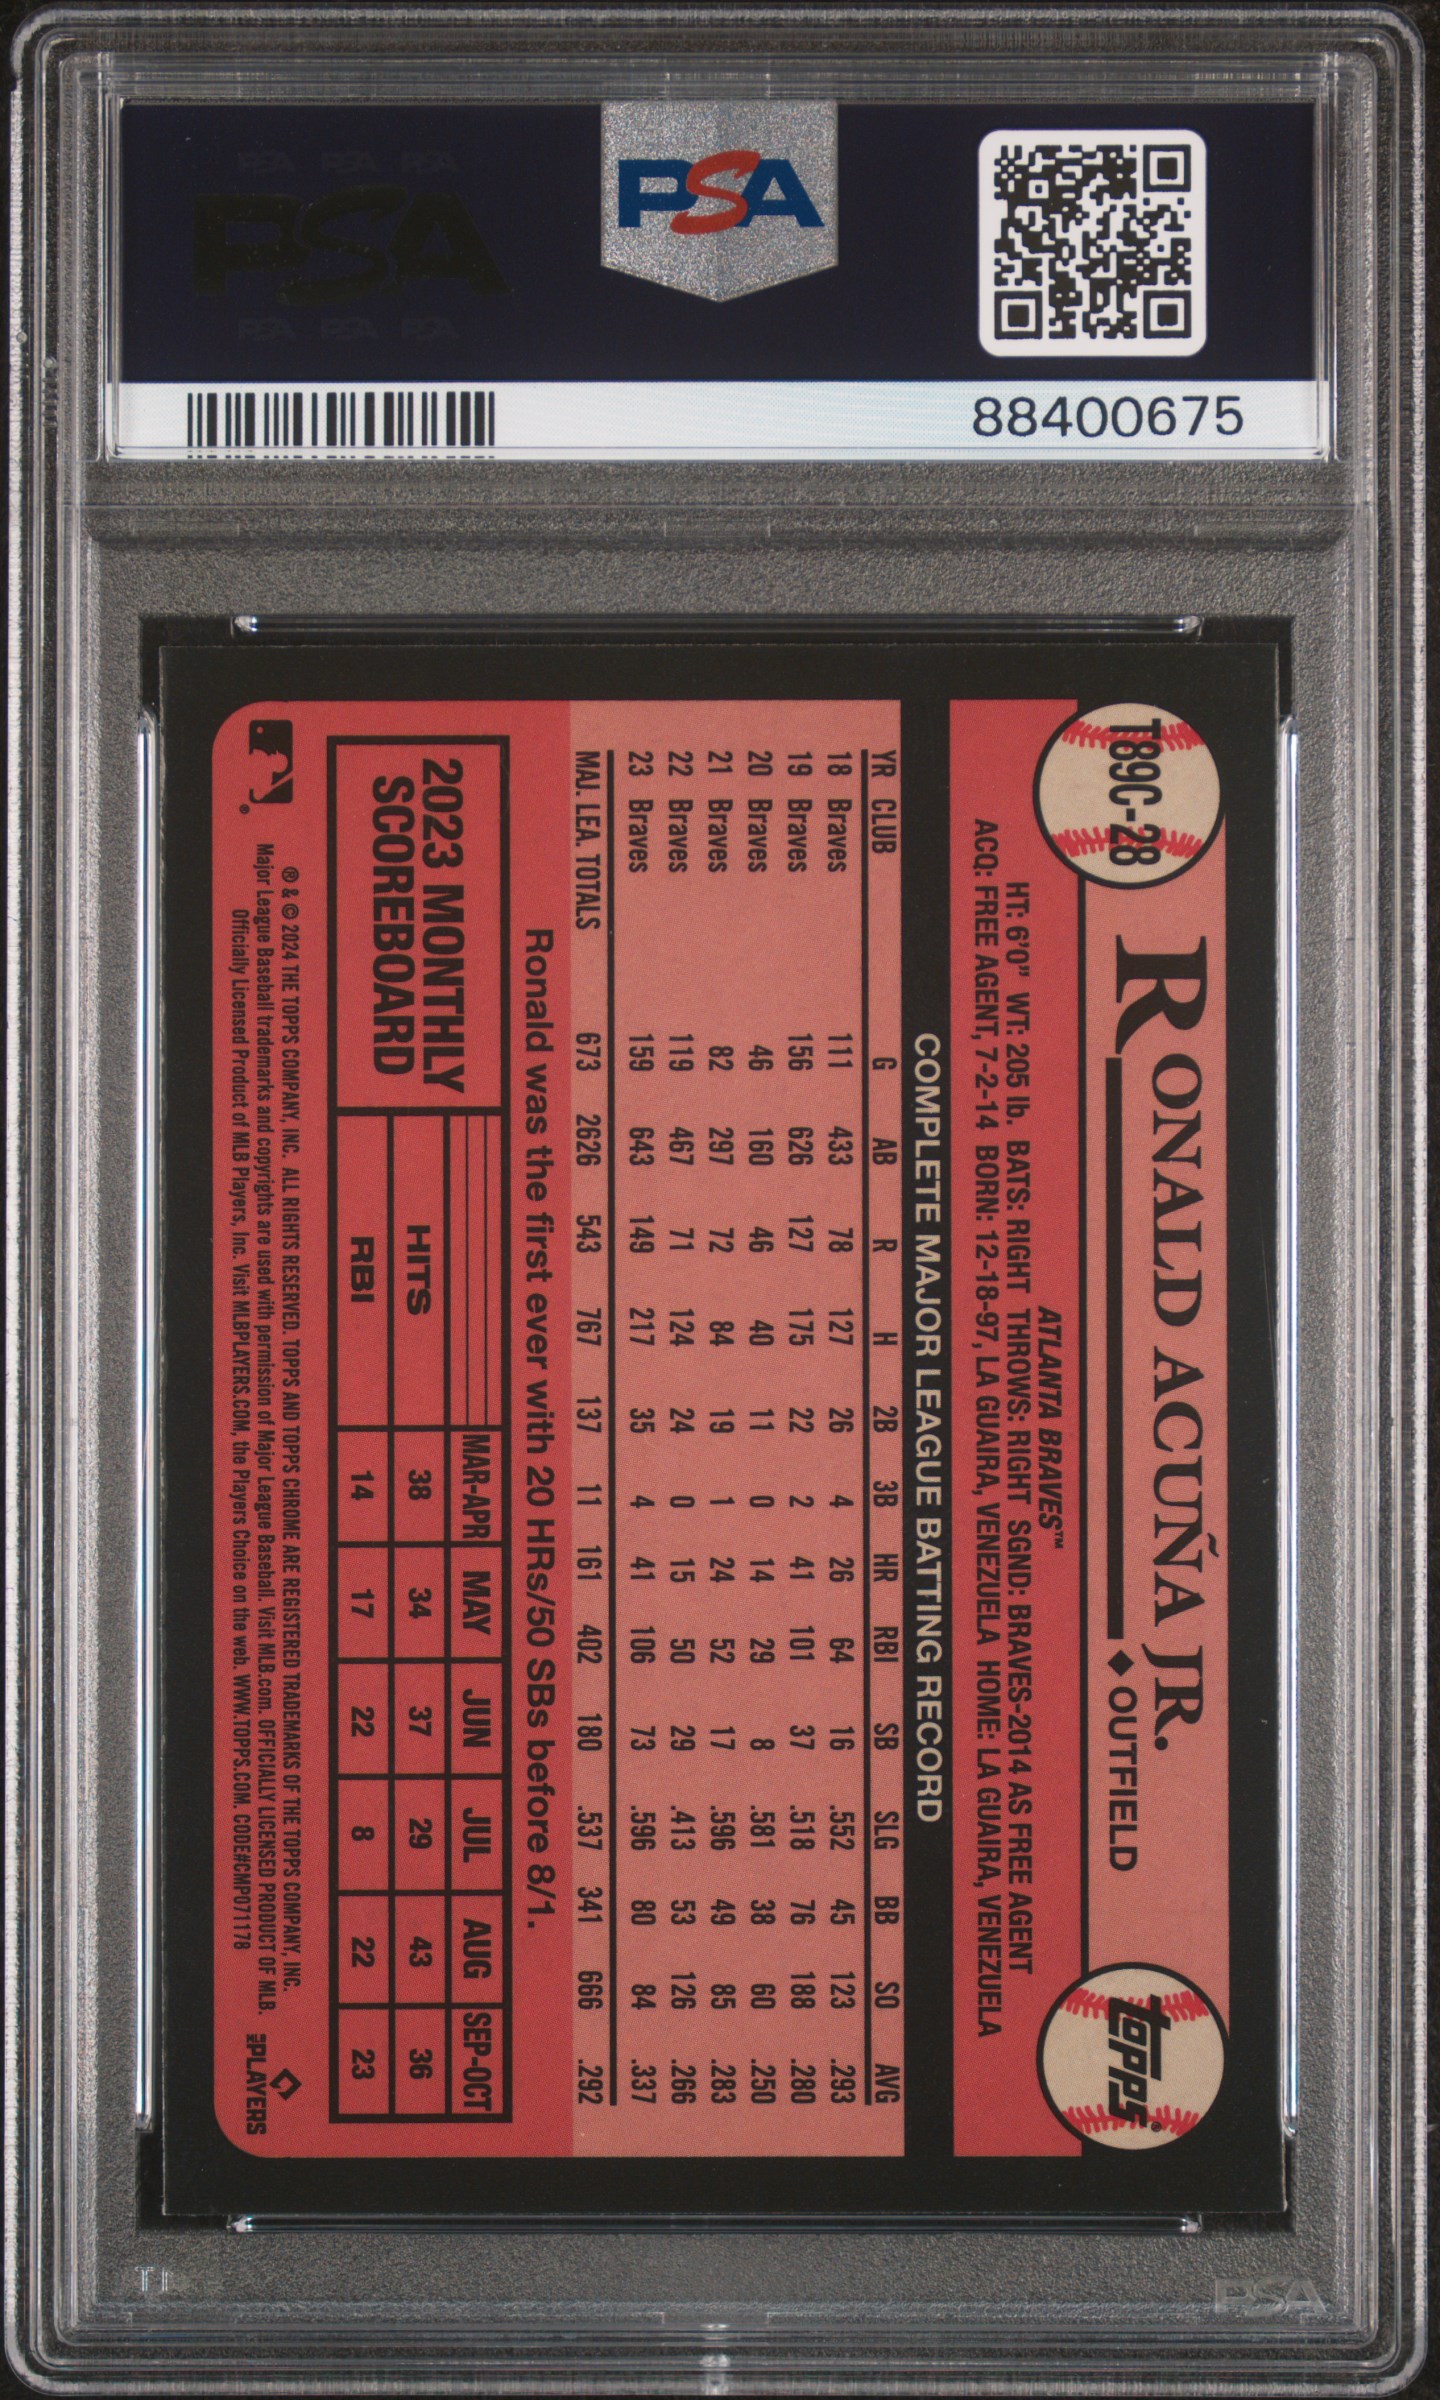 PSA PSA PSA
PSA
PSA PSA PSA
PSA
88400675
T89C-28
RONALD ACUÑA JR.
◆OUTFIELD
topps®
ATLANTA BRAVES™
HT: 6'0" WT: 205 lb. BATS: RIGHT THROWS: RIGHT SGND: BRAVES-2014 AS FREE AGENT
ACQ: FREE AGENT, 7-2-14 BORN: 12-18-97, LA GUAIRA, VENEZUELA HOME: LA GUAIRA, VENEZUELA
COMPLETE MAJOR LEAGUE BATTING RECORD
YR CLUB G AB R H 2B 3B HR RBI SB SLG BB SO AVG
18 Braves 111 433 78 127 26 4 26 64 16 .552 45 123 .293
19 Braves 156 626 127 175 22 2 41 101 37 .518 76 188 .280
20 Braves 46 160 46 40 11 0 14 29 8 .581 38 60 .250
21 Braves 82 297 72 84 19 1 24 52 17 .596 49 85 .283
22 Braves 119 467 71 124 24 0 15 50 29 .413 53 126 .266
23 Braves 159 643 149 217 35 4 41 106 73 .596 80 84 .337
MAJ. LEA. TOTALS 673 2626 543 767 137 11 161 402 180 .537 341 666 .292
Ronald was the first ever with 20 HRs/50 SBs before 8/1.
2023 MONTHLY
SCOREBOARD
MAR-APR MAY JUN JUL AUG SEP-OCT
HITS 38 34 37 29 43 36
RBI 14 17 22 8 22 23
® & © 2024 THE TOPPS COMPANY, INC. ALL RIGHTS RESERVED. TOPPS AND TOPPS CHROME ARE REGISTERED TRADEMARKS OF THE TOPPS COMPANY, INC.
Major League Baseball trademarks and copyrights are used with permission of Major League Baseball. Visit MLB.com. OFFICIALLY LICENSED PRODUCT OF MLB.
Officially Licensed Product of MLB Players, Inc. Visit MLBPLAYERS.COM, the Players Choice on the web. WWW.TOPPS.COM. CODE#CMP071178
PLAYERS
PSA